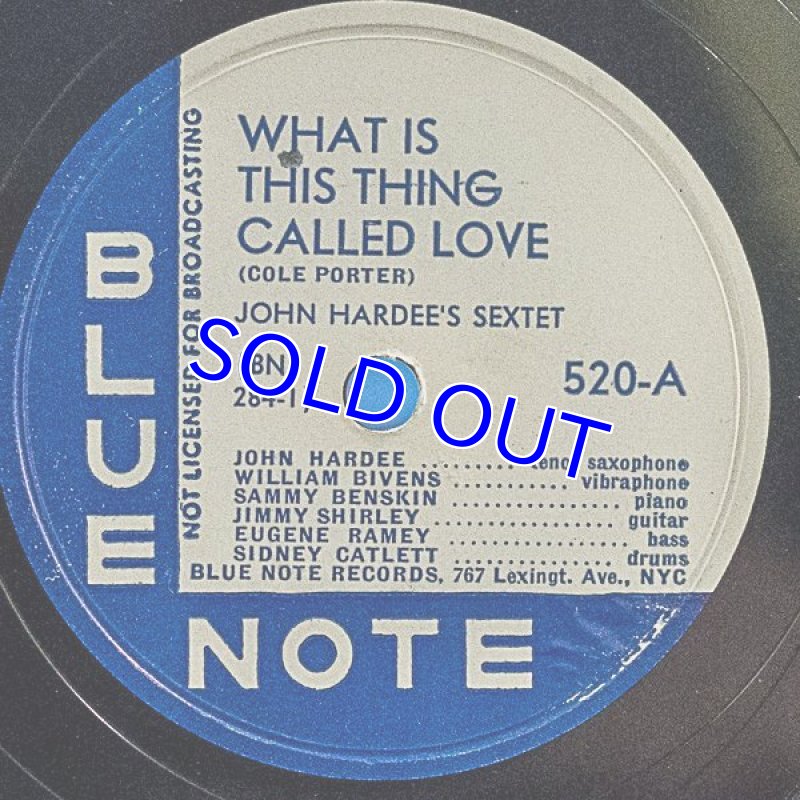 WHAT IS
THIS THING
CALLED LOVE
(COLE PORTER)
JOHN HARDEE'S SEXTET
BN
520-A
SOLD OUT
JOHN HARDEE ......... saxophone
WILLIAM BIVENS ........... vibraphone
SAMMY BENSKIN ................ piano
JIMMY SHIRLEY ................ guitar
EUGENE RAMEY ................ bass
SIDNEY CATLETT ............... drums
BLUE NOTE RECORDS, 767 Lexingt. Ave., NYC
NOT LICENSED FOR BROADCASTING
BLUE
NOTE